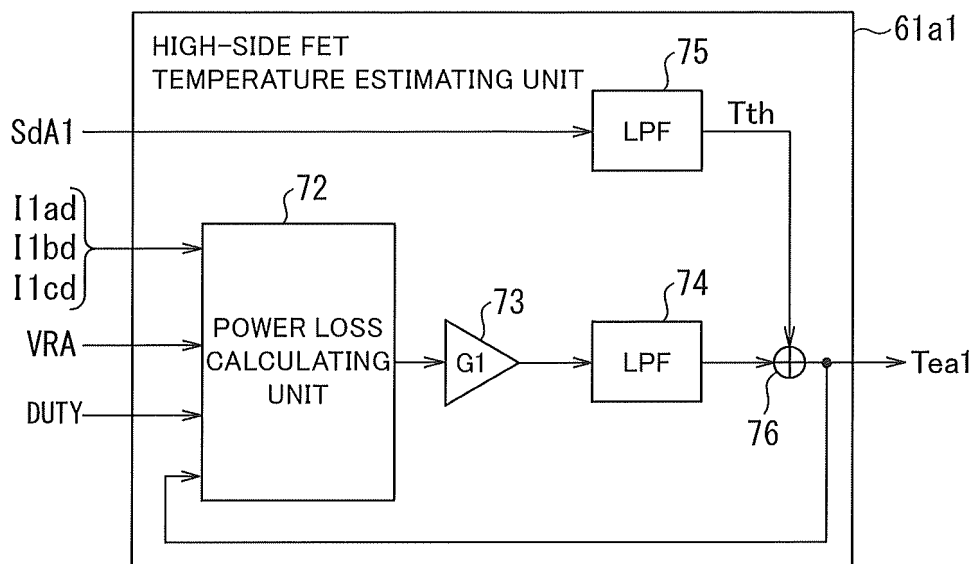 61a1
HIGH-SIDE FET
TEMPERATURE ESTIMATING UNIT
75
SdA1
LPF
Tth
72
I1ad
I1bd
I1cd
VRA
DUTY
POWER LOSS
CALCULATING
UNIT
73
G1
74
LPF
76
Tea1